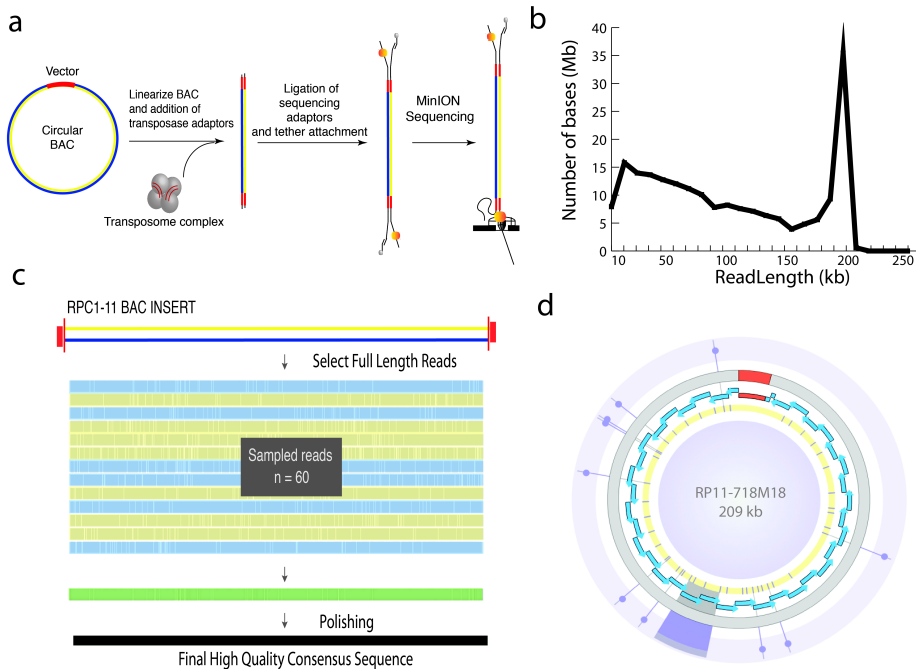 a
Vector
Circular
BAC
Linearize BAC
and addition of
transposase adaptors
Transposome complex
Ligation of
sequencing
adaptors
and tether attachment
MinION
Sequencing
b
Number of bases (Mb)
40
35
30
25
20
15
10
5
0
10 50 100 150 200 250
ReadLength (kb)
c
RPC1-11 BAC INSERT
Select Full Length Reads
Sampled reads
n = 60
Polishing
Final High Quality Consensus Sequence
d
RP11-718M18
209 kb